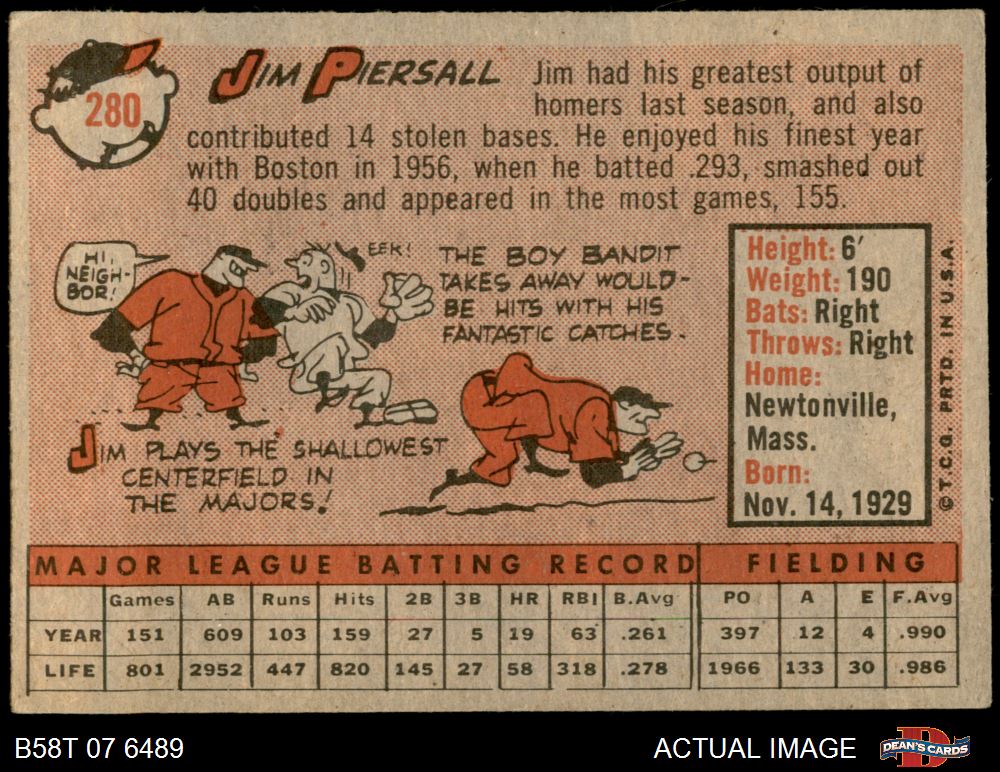 280
JIM PIERSALL
Jim had his greatest output of
homers last season, and also
contributed 14 stolen bases. He enjoyed his finest year
with Boston in 1956, when he batted .293, smashed out
40 doubles and appeared in the most games, 155.
HI,
NEIGH-
BOR!
EEK!
THE BOY BANDIT
TAKES AWAY WOULD-
BE HITS WITH HIS
FANTASTIC CATCHES.
JIM PLAYS THE SHALLOWEST
CENTERFIELD IN
THE MAJORS!
Height: 6'
Weight: 190
Bats: Right
Throws: Right
Home:
Newtonville,
Mass.
Born:
Nov. 14, 1929
© T.C.G. PRTD. IN U.S.A.
MAJOR LEAGUE BATTING RECORD FIELDING
Games AB Runs Hits 2B 3B HR RBI B.Avg PO A E F.Avg
YEAR 151 609 103 159 27 5 19 63 .261 397 12 4 .990
LIFE 801 2952 447 820 145 27 58 318 .278 1966 133 30 .986
B58T 07 6489 ACTUAL IMAGE DEAN'S CARDS